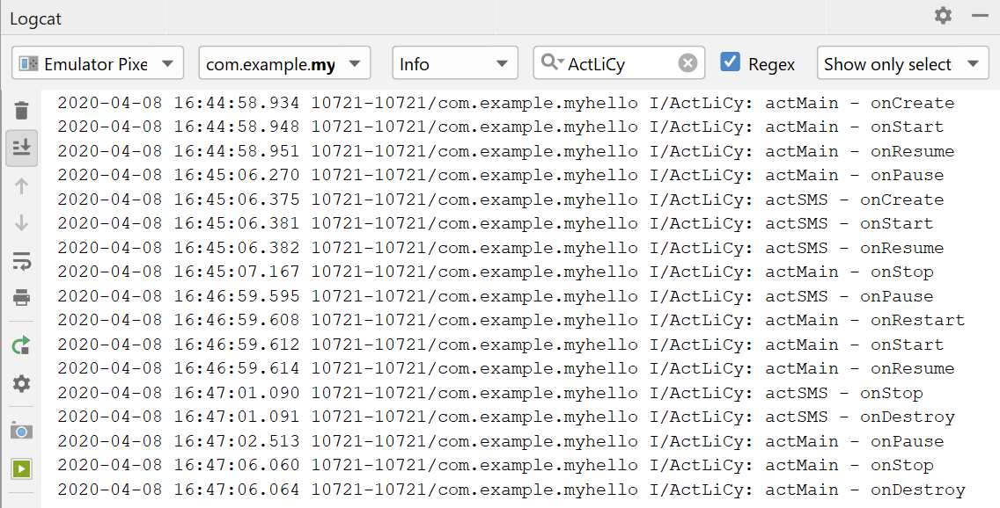 Logcat
Emulator Pixe com.example.my Info ActLiCy Regex Show only select
2020-04-08 16:44:58.934 10721-10721/com.example.myhello I/ActLiCy: actMain - onCreate
2020-04-08 16:44:58.948 10721-10721/com.example.myhello I/ActLiCy: actMain - onStart
2020-04-08 16:44:58.951 10721-10721/com.example.myhello I/ActLiCy: actMain - onResume
2020-04-08 16:45:06.270 10721-10721/com.example.myhello I/ActLiCy: actMain - onPause
2020-04-08 16:45:06.375 10721-10721/com.example.myhello I/ActLiCy: actSMS - onCreate
2020-04-08 16:45:06.381 10721-10721/com.example.myhello I/ActLiCy: actSMS - onStart
2020-04-08 16:45:06.382 10721-10721/com.example.myhello I/ActLiCy: actSMS - onResume
2020-04-08 16:45:07.167 10721-10721/com.example.myhello I/ActLiCy: actMain - onStop
2020-04-08 16:46:59.595 10721-10721/com.example.myhello I/ActLiCy: actSMS - onPause
2020-04-08 16:46:59.608 10721-10721/com.example.myhello I/ActLiCy: actMain - onRestart
2020-04-08 16:46:59.612 10721-10721/com.example.myhello I/ActLiCy: actMain - onStart
2020-04-08 16:46:59.614 10721-10721/com.example.myhello I/ActLiCy: actMain - onResume
2020-04-08 16:47:01.090 10721-10721/com.example.myhello I/ActLiCy: actSMS - onStop
2020-04-08 16:47:01.091 10721-10721/com.example.myhello I/ActLiCy: actSMS - onDestroy
2020-04-08 16:47:02.513 10721-10721/com.example.myhello I/ActLiCy: actMain - onPause
2020-04-08 16:47:06.060 10721-10721/com.example.myhello I/ActLiCy: actMain - onStop
2020-04-08 16:47:06.064 10721-10721/com.example.myhello I/ActLiCy: actMain - onDestroy